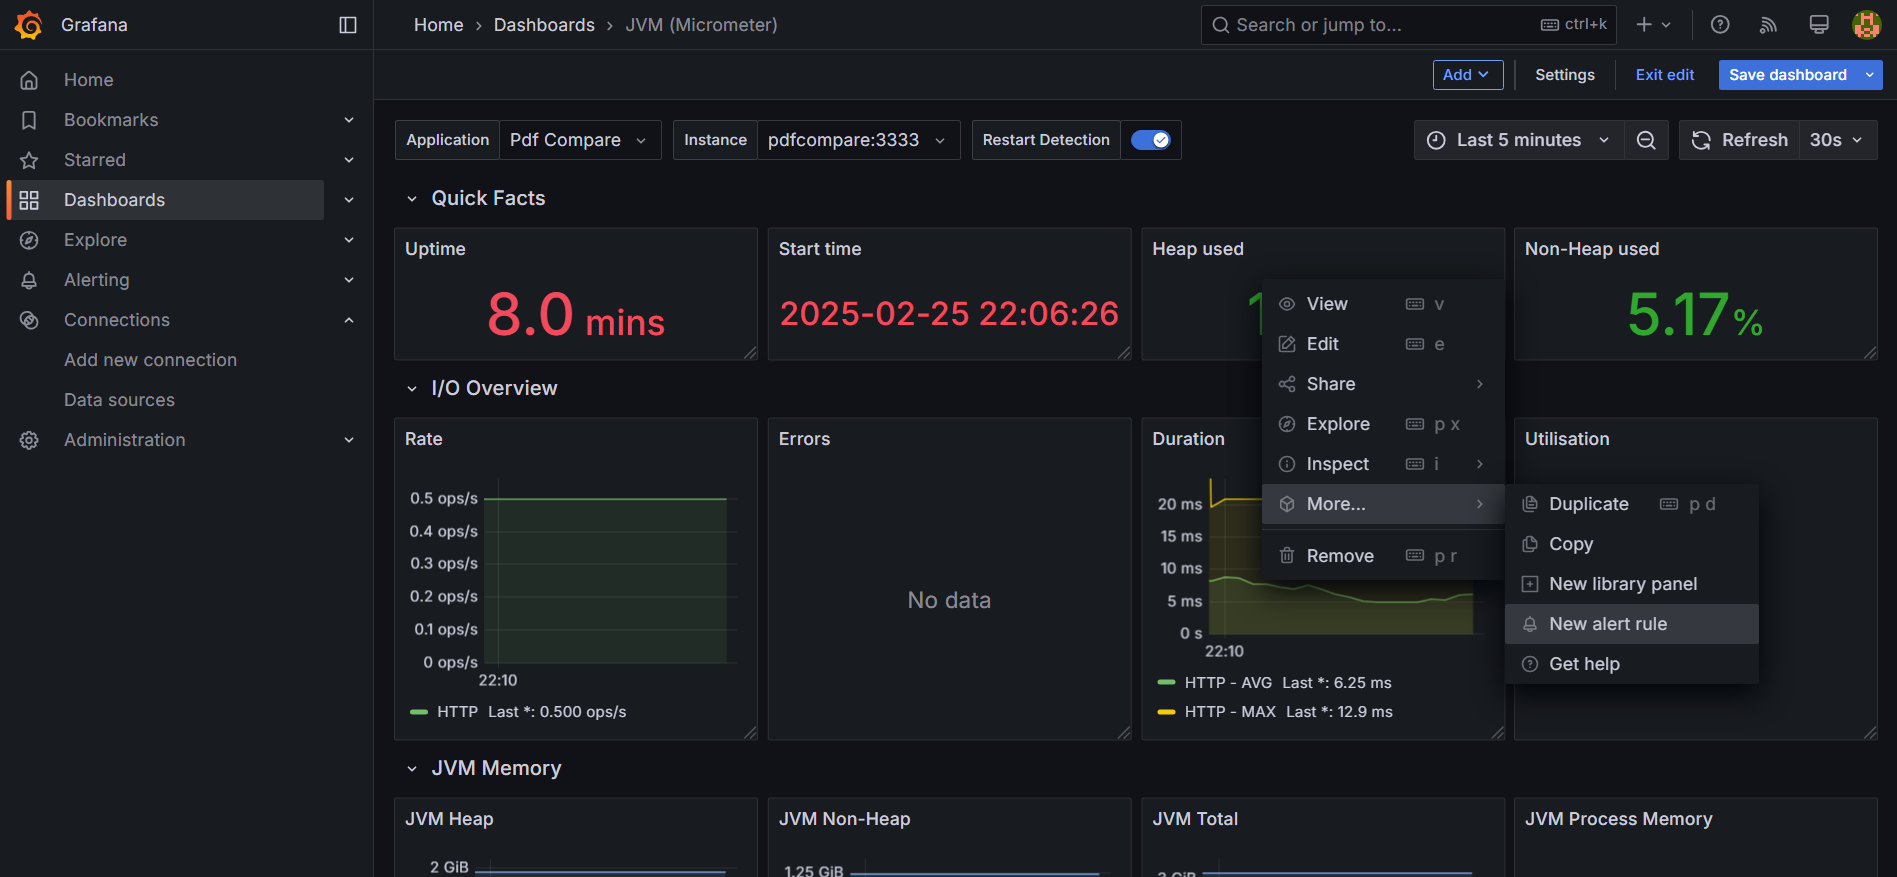 Grafana
Home › Dashboards › JVM (Micrometer)
Search or jump to... ctrl+k
Add Settings Exit edit Save dashboard
Home
Bookmarks
Starred
Dashboards
Explore
Alerting
Connections
Add new connection
Data sources
Administration
Application Pdf Compare Instance pdfcompare:3333 Restart Detection
Last 5 minutes Refresh 30s
Quick Facts
Uptime
8.0 mins
Start time
2025-02-25 22:06:26
Heap used
Non-Heap used
5.17%
View v
Edit e
Share
Explore p x
Inspect i
More...
Remove p r
Duplicate p d
Copy
New library panel
New alert rule
Get help
I/O Overview
Rate
0.5 ops/s
0.4 ops/s
0.3 ops/s
0.2 ops/s
0.1 ops/s
0 ops/s
22:10
HTTP Last *: 0.500 ops/s
Errors
No data
Duration
20 ms
15 ms
10 ms
5 ms
0 s
22:10
HTTP - AVG Last *: 6.25 ms
HTTP - MAX Last *: 12.9 ms
Utilisation
JVM Memory
JVM Heap
2 GiB
JVM Non-Heap
1.25 GiB
JVM Total
JVM Process Memory